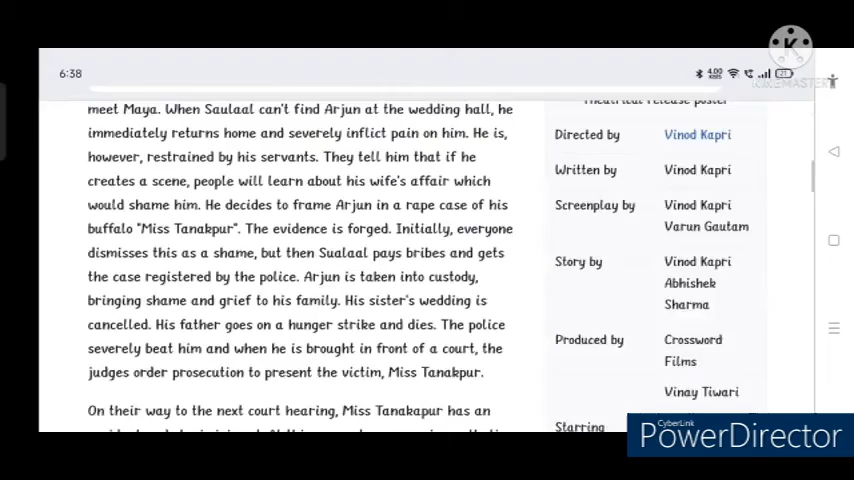 6:38
4.00
KB/S
21
KINEMASTER
meet Maya. When Saulaal can't find Arjun at the wedding hall, he
immediately returns home and severely inflict pain on him. He is,
however, restrained by his servants. They tell him that if he
creates a scene, people will learn about his wife's affair which
would shame him. He decides to frame Arjun in a rape case of his
buffalo "Miss Tanakpur". The evidence is forged. Initially, everyone
dismisses this as a shame, but then Sualaal pays bribes and gets
the case registered by the police. Arjun is taken into custody,
bringing shame and grief to his family. His sister's wedding is
cancelled. His father goes on a hunger strike and dies. The police
severely beat him and when he is brought in front of a court, the
judges order prosecution to present the victim, Miss Tanakpur.
On their way to the next court hearing, Miss Tanakapur has an
Theatrical release poster
Directed by Vinod Kapri
Written by Vinod Kapri
Screenplay by Vinod Kapri
Varun Gautam
Story by Vinod Kapri
Abhishek
Sharma
Produced by Crossword
Films
Vinay Tiwari
Starring
CyberLink
PowerDirector